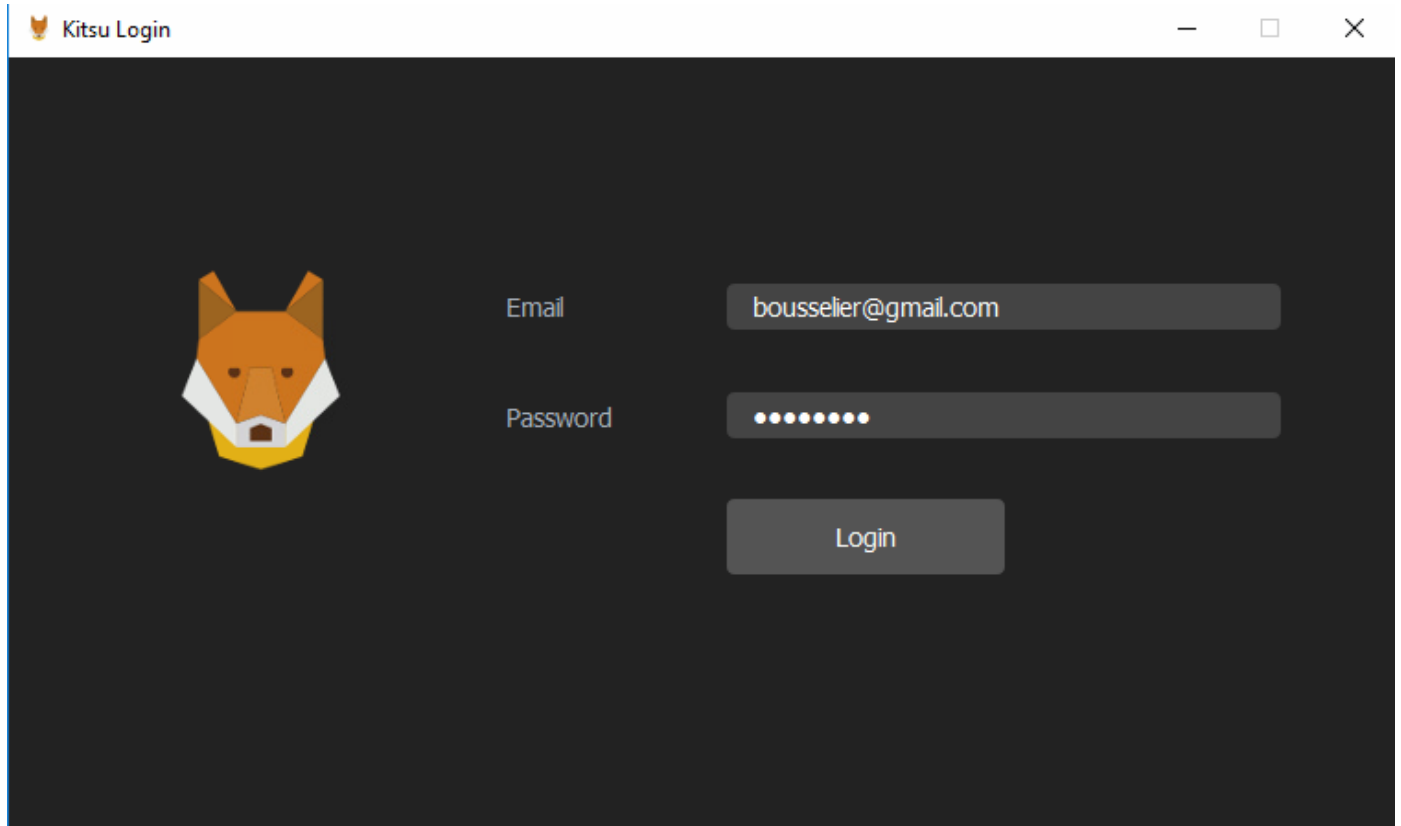 Kitsu Login
Email
bousselier@gmail.com
Password
••••••••
Login